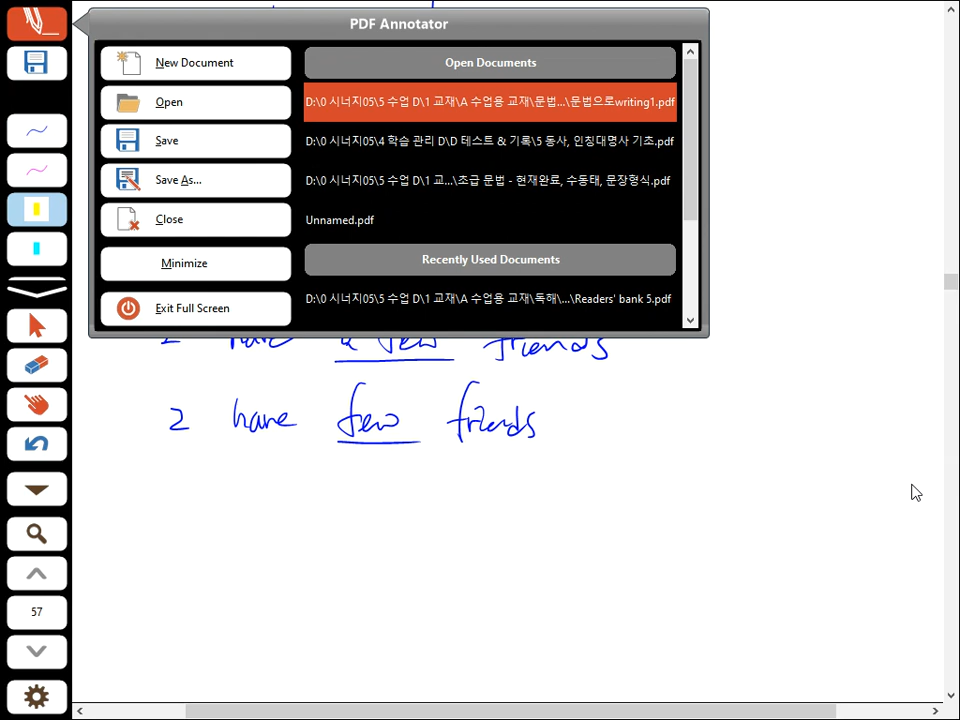 PDF Annotator
New Document
Open
Save
Save As...
Close
Minimize
Exit Full Screen
Open Documents
D:\0 시너지05\5 수업 D\1 교재\A 수업용 교재\문법...\문법으로writing1.pdf
D:\0 시너지05\4 학습 관리 D\D 테스트 & 기록\5 동사, 인칭대명사 기초.pdf
D:\0 시너지05\5 수업 D\1 교...\초급 문법 - 현재완료, 수동태, 문장형식.pdf
Unnamed.pdf
Recently Used Documents
D:\0 시너지05\5 수업 D\1 교재\A 수업용 교재\독해\...\Readers' bank 5.pdf
have a few friends
2 have few friends
57